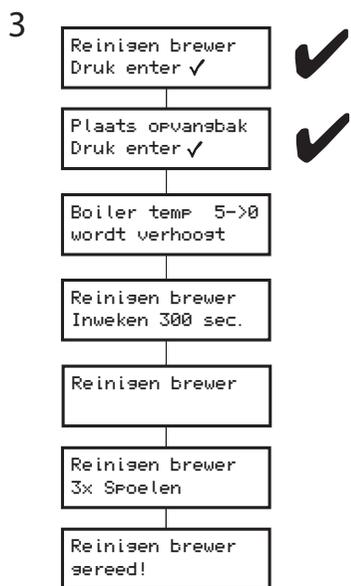 3
Reinigen brewer
Druk enter ✓
Plaats opvangbak
Druk enter ✓
Boiler temp 5->0
wordt verhoogt
Reinigen brewer
Inweken 300 sec.
Reinigen brewer
Reinigen brewer
3x Spoelen
Reinigen brewer
gereed!